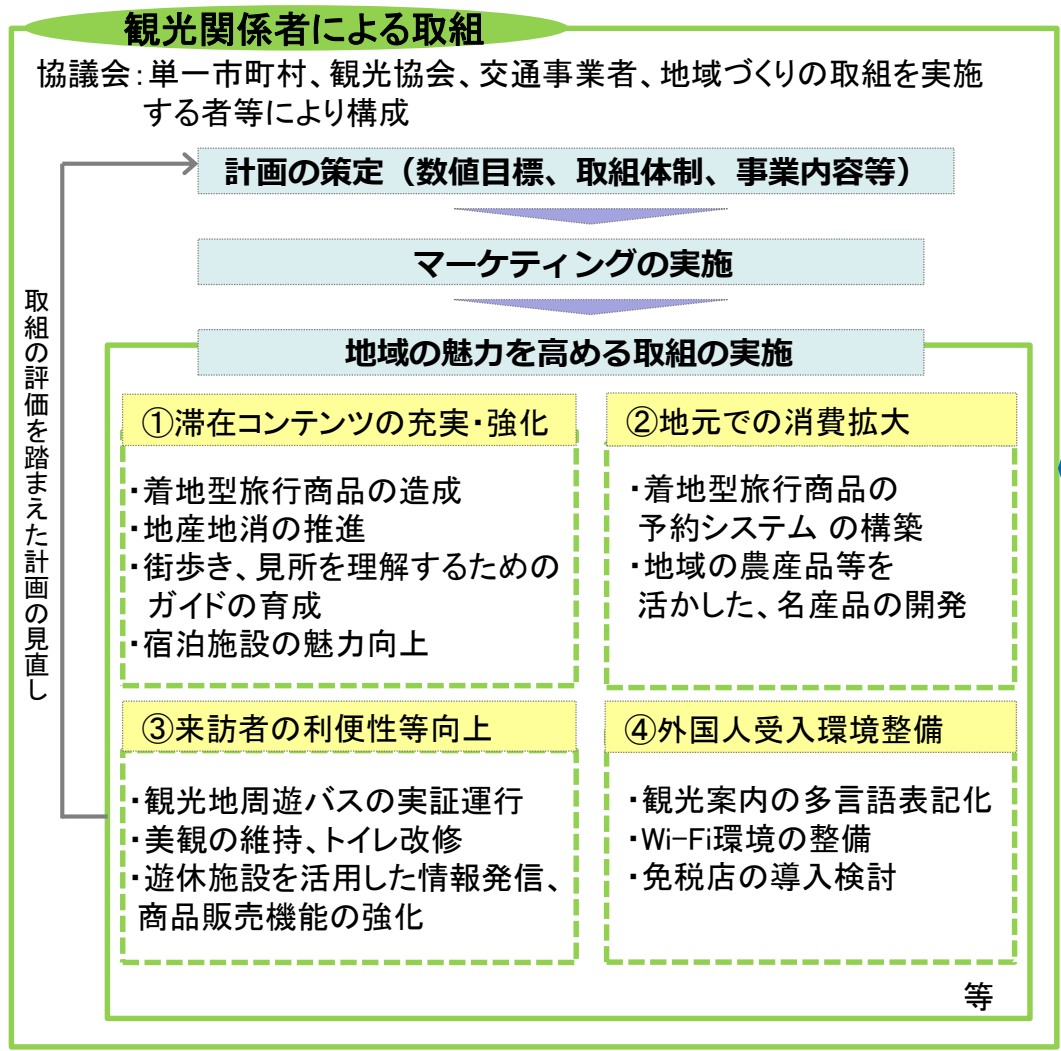 観光関係者による取組
協議会：単一市町村、観光協会、交通事業者、地域づくりの取組を実施
する者等により構成
計画の策定（数値目標、取組体制、事業内容等）
マーケティングの実施
取組の評価を踏まえた計画の見直し
地域の魅力を高める取組の実施
①滞在コンテンツの充実・強化
・着地型旅行商品の造成
・地産地消の推進
・街歩き、見所を理解するための
ガイドの育成
・宿泊施設の魅力向上
②地元での消費拡大
・着地型旅行商品の
予約システム の構築
・地域の農産品等を
活かした、名産品の開発
③来訪者の利便性等向上
・観光地周遊バスの実証運行
・美観の維持、トイレ改修
・遊休施設を活用した情報発信、
商品販売機能の強化
④外国人受入環境整備
・観光案内の多言語表記化
・Wi-Fi環境の整備
・免税店の導入検討
等